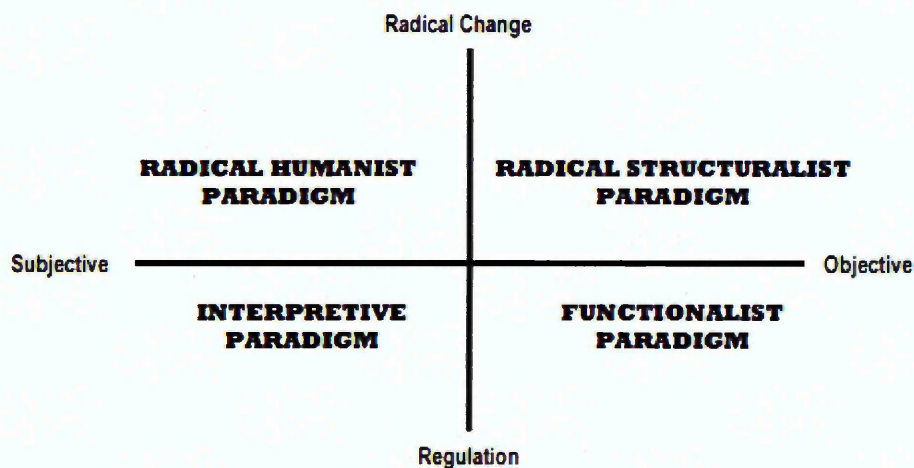 Radical Change
RADICAL HUMANIST
PARADIGM
RADICAL STRUCTURALIST
PARADIGM
Subjective
Objective
INTERPRETIVE
PARADIGM
FUNCTIONALIST
PARADIGM
Regulation